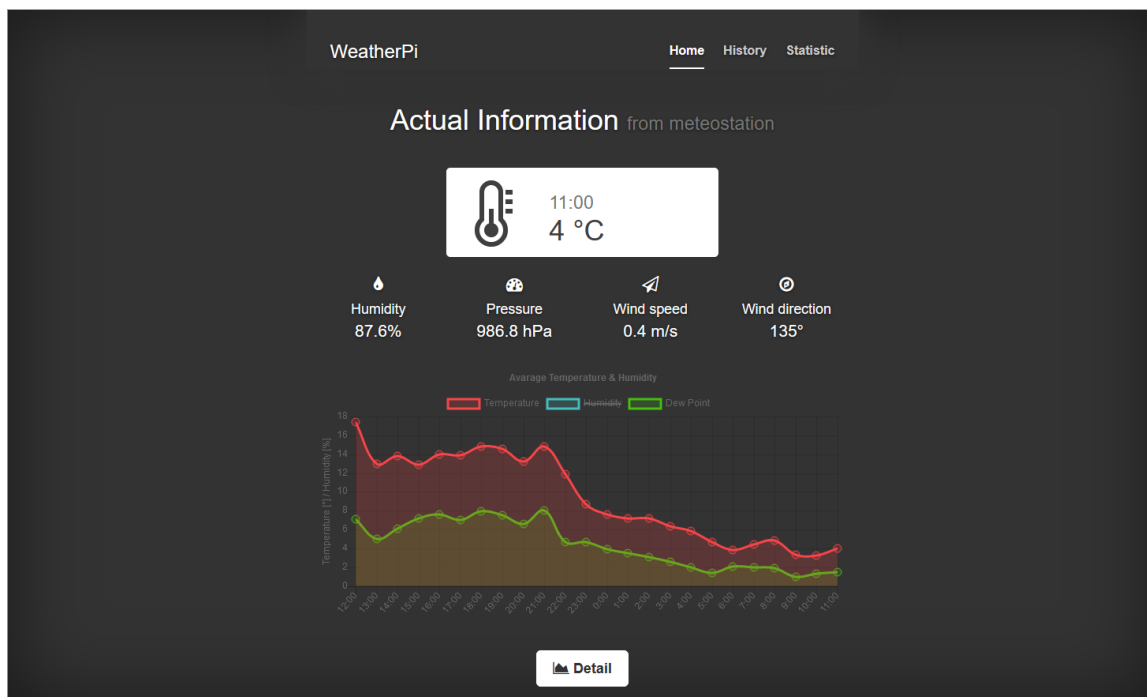 WeatherPi Home History Statistic
Actual Information from meteostation
11:00
4 °C
Humidity Pressure Wind speed Wind direction
87.6% 986.8 hPa 0.4 m/s 135°
Avarage Temperature & Humidity
Temperature Humidity Dew Point
Temperature [°] / Humidity [%]
18
16
14
12
10
8
6
4
2
0
12:00 13:00 14:00 15:00 16:00 17:00 18:00 19:00 20:00 21:00 22:00 23:00 0:00 1:00 2:00 3:00 4:00 5:00 6:00 7:00 8:00 9:00 10:00 11:00
Detail